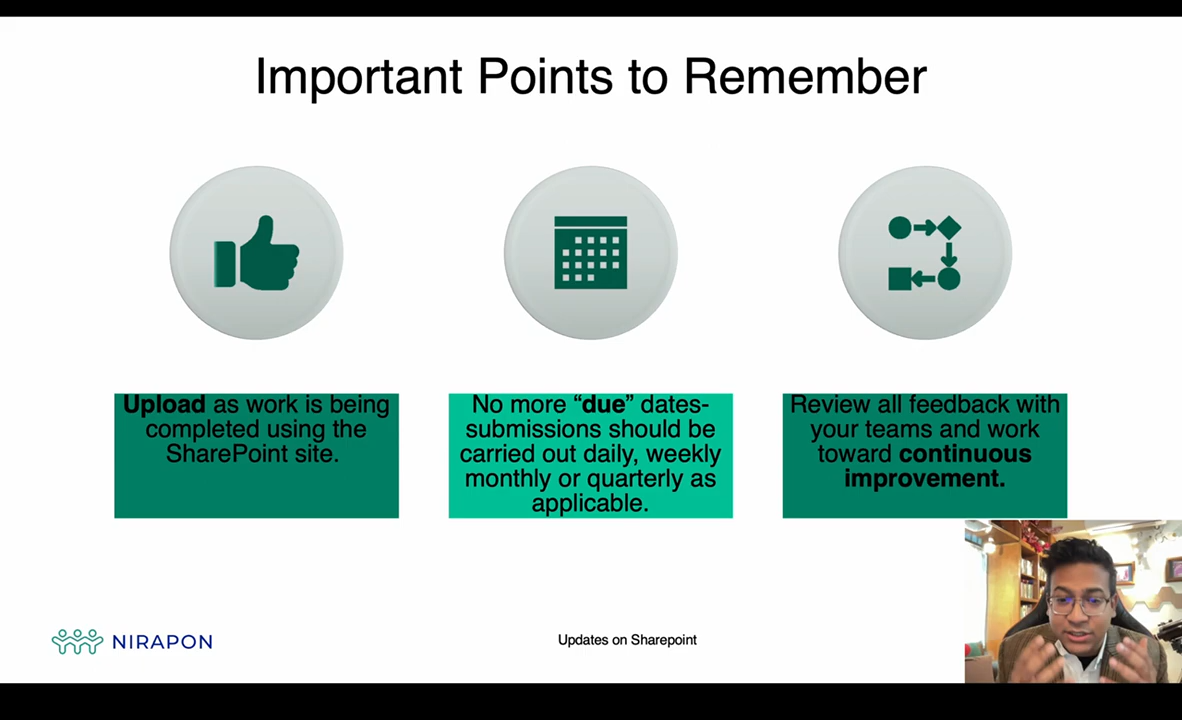 Important Points to Remember
Upload as work is being
completed using the
SharePoint site.
No more “due” dates-
submissions should be
carried out daily, weekly
monthly or quarterly as
applicable.
Review all feedback with
your teams and work
toward continuous
improvement.
NIRAPON
Updates on Sharepoint